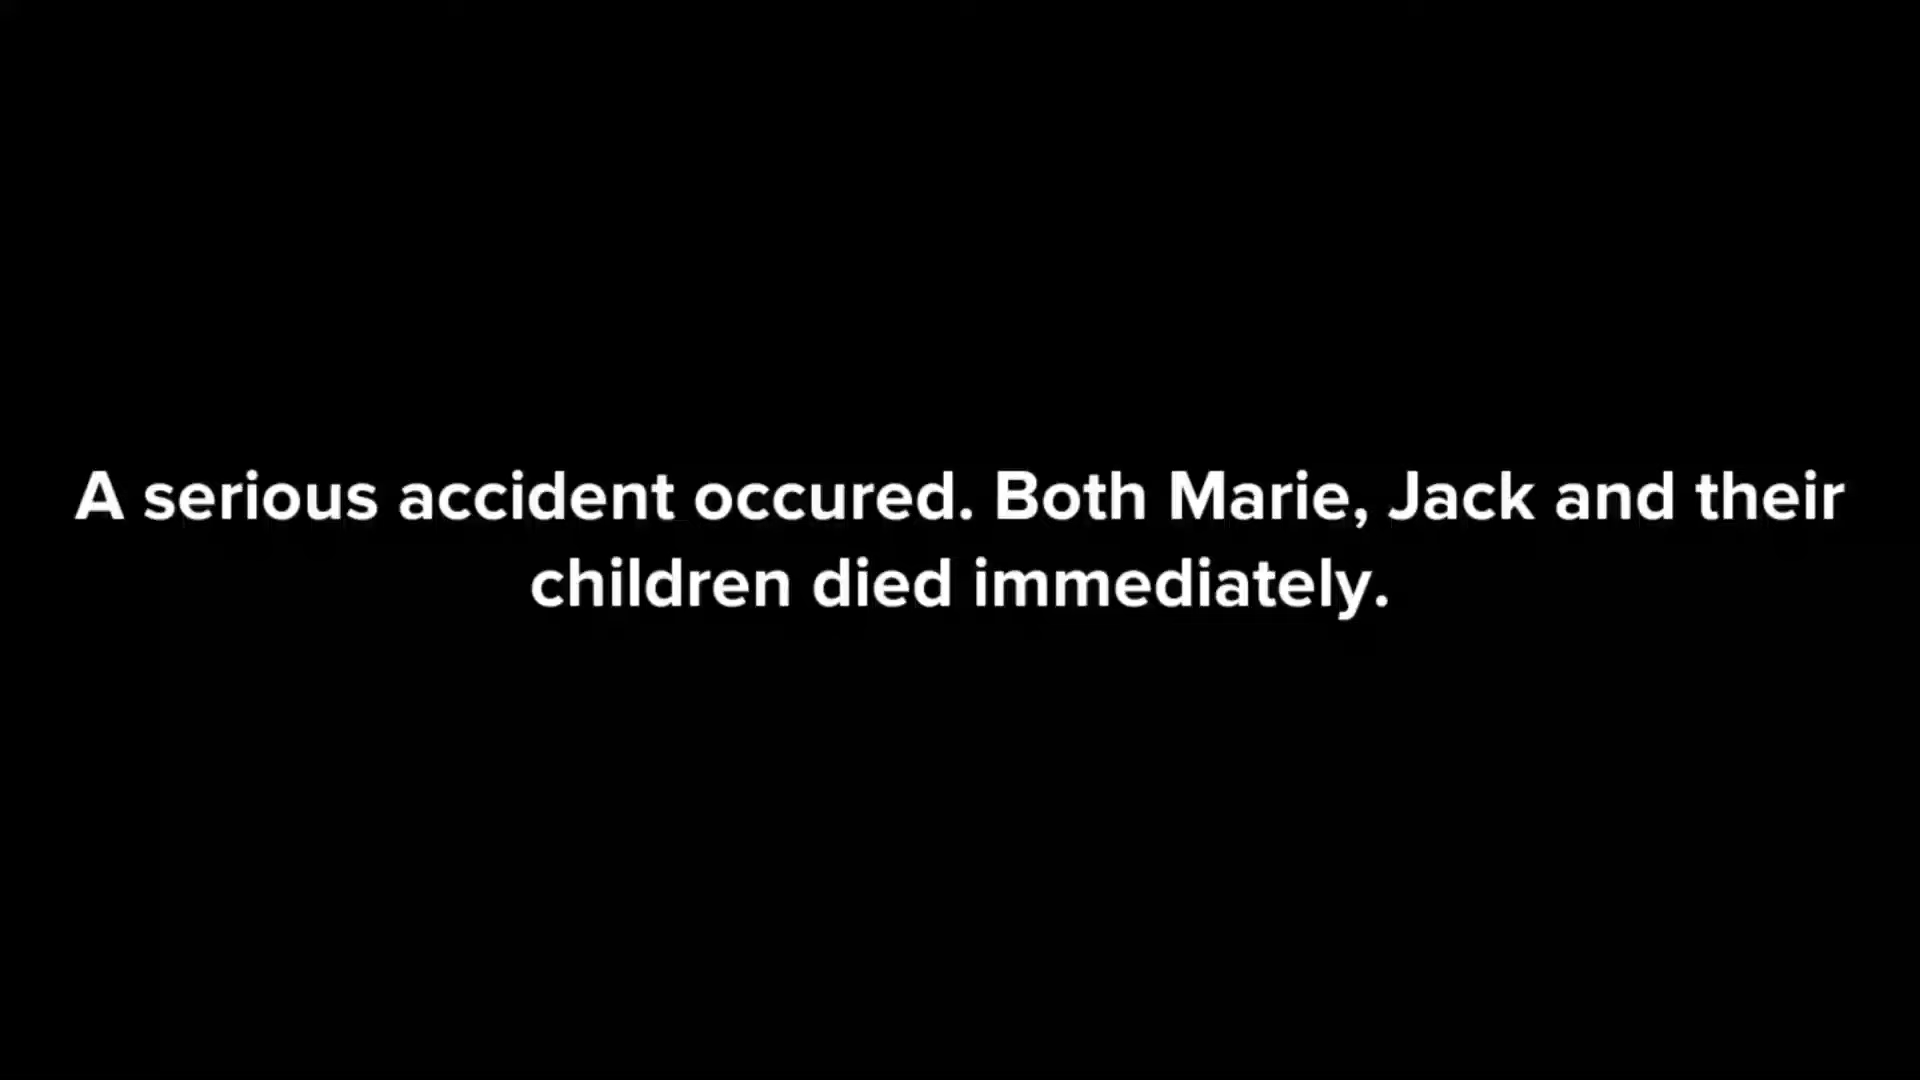 A serious accident occured. Both Marie, Jack and their
children died immediately.